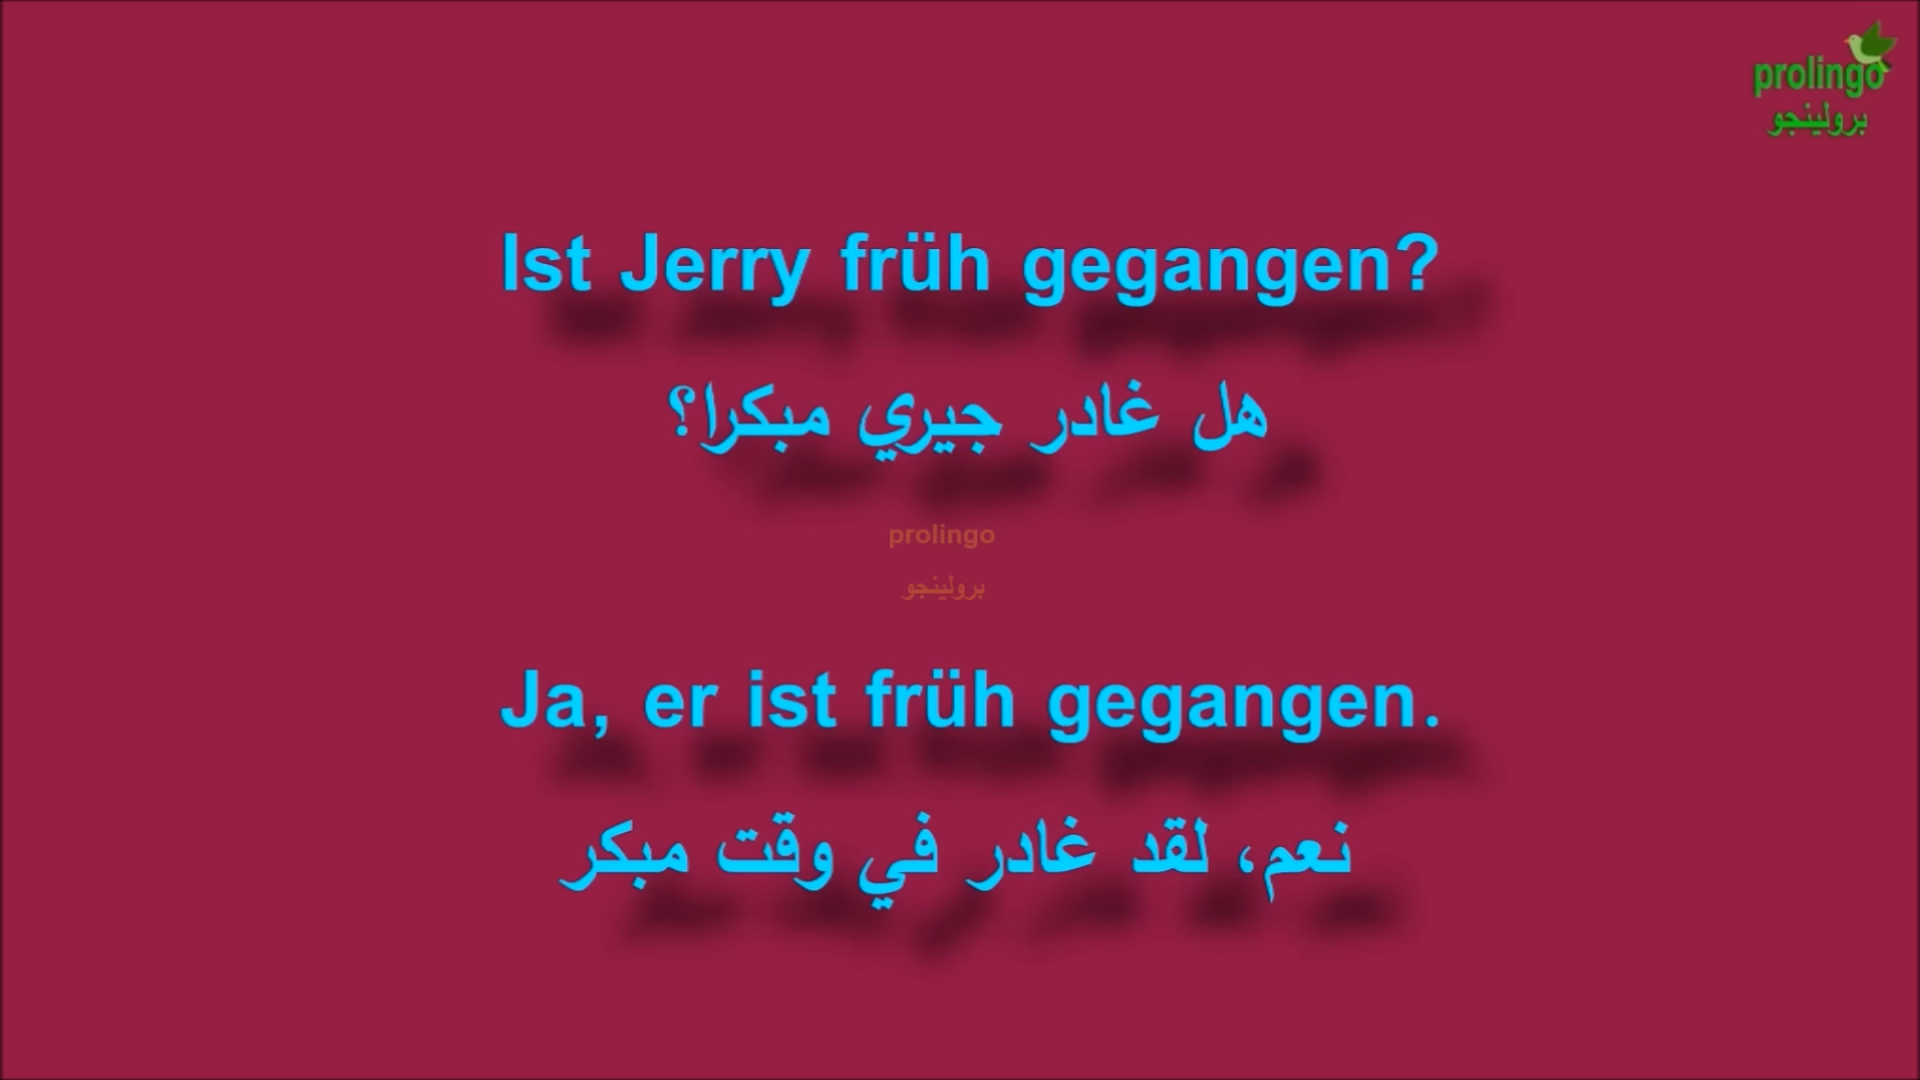 prolingo
برولينجو
Ist Jerry früh gegangen?
هل غادر جيري مبكرا؟
prolingo
برولينجو
Ja, er ist früh gegangen.
نعم، لقد غادر في وقت مبكر